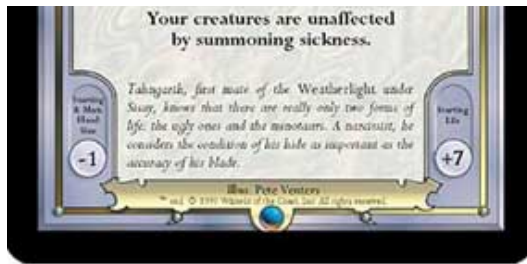 Your creatures are unaffected
by summoning sickness.
Tahngarth, first mate of the Weatherlight under
Sisay, knows that there are really only two forms of
life: the ugly ones and the minotaurs. A narcissist, he
considers the condition of his hide as important as the
accuracy of his blade.
Starting
& Max
Hand
Size
-1
Starting
Life
+7
Illus. Pete Venters
™ and © 1997 Wizards of the Coast, Inc. All rights reserved.